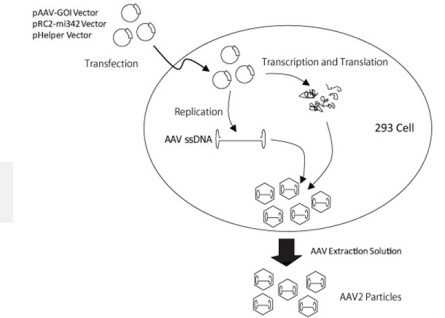 pAAV-GOI Vector
pRC2-mi342 Vector
pHelper Vector
Transfection
Transcription and Translation
Replication
293 Cell
AAV ssDNA
AAV Extraction Solution
AAV2 Particles